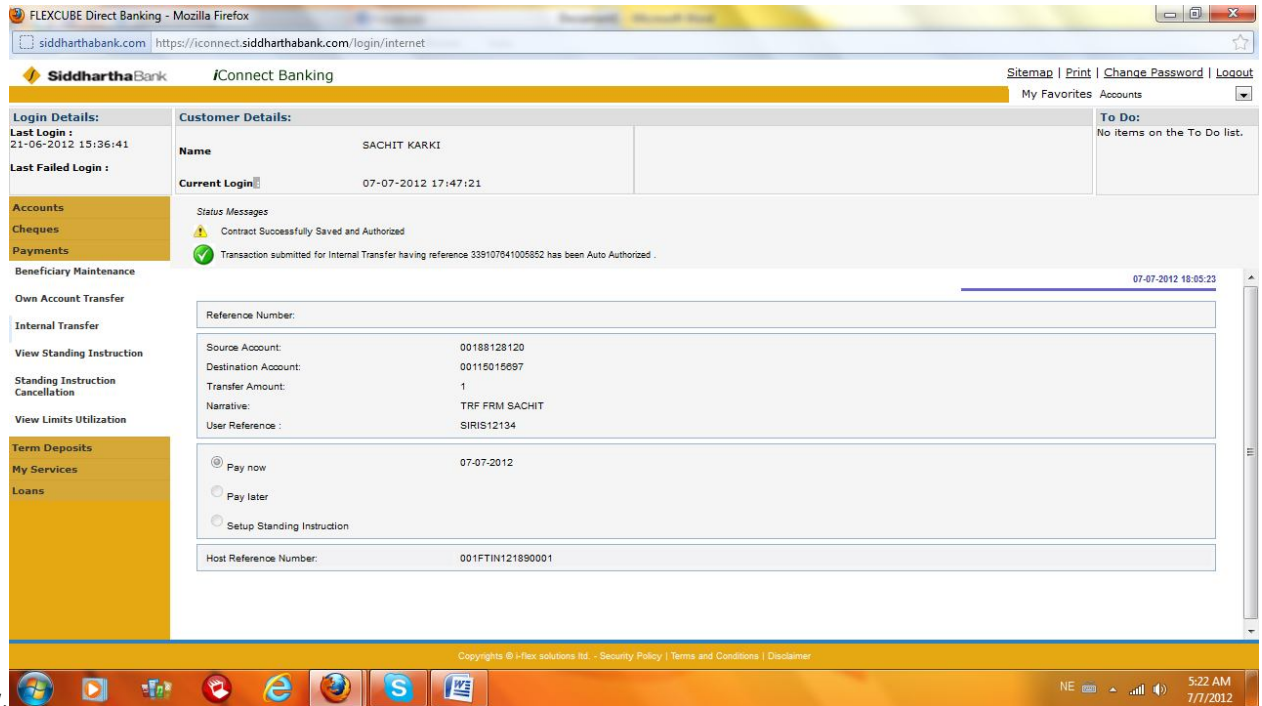 FLEXCUBE Direct Banking - Mozilla Firefox
siddharthabank.com https://iconnect.siddharthabank.com/login/internet
SiddharthaBank iConnect Banking
Sitemap | Print | Change Password | Logout
My Favorites Accounts
Login Details:
Last Login :
21-06-2012 15:36:41
Last Failed Login :
Customer Details:
Name SACHIT KARKI
Current Login 07-07-2012 17:47:21
To Do:
No items on the To Do list.
Accounts
Cheques
Payments
Beneficiary Maintenance
Own Account Transfer
Internal Transfer
View Standing Instruction
Standing Instruction
Cancellation
View Limits Utilization
Term Deposits
My Services
Loans
Status Messages
Contract Successfully Saved and Authorized
Transaction submitted for Internal Transfer having reference 339107641005852 has been Auto Authorized .
07-07-2012 18:05:23
Reference Number:
Source Account: 00188128120
Destination Account: 00115015697
Transfer Amount: 1
Narrative: TRF FRM SACHIT
User Reference : SIRIS12134
Pay now 07-07-2012
Pay later
Setup Standing Instruction
Host Reference Number: 001FTIN121890001
Copyrights © i-flex solutions ltd. - Security Policy | Terms and Conditions | Disclaimer
NE
5:22 AM
7/7/2012